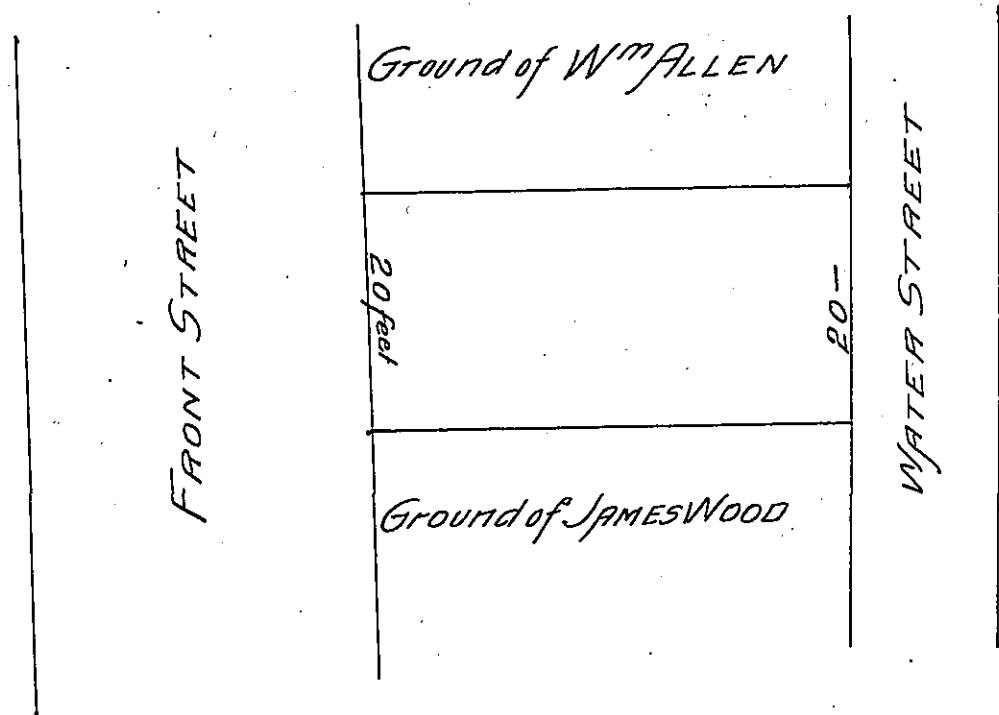 Ground of Wm ALLEN
FRONT STREET
20 feet
20-
WATER STREET
Ground of JAMES WOOD